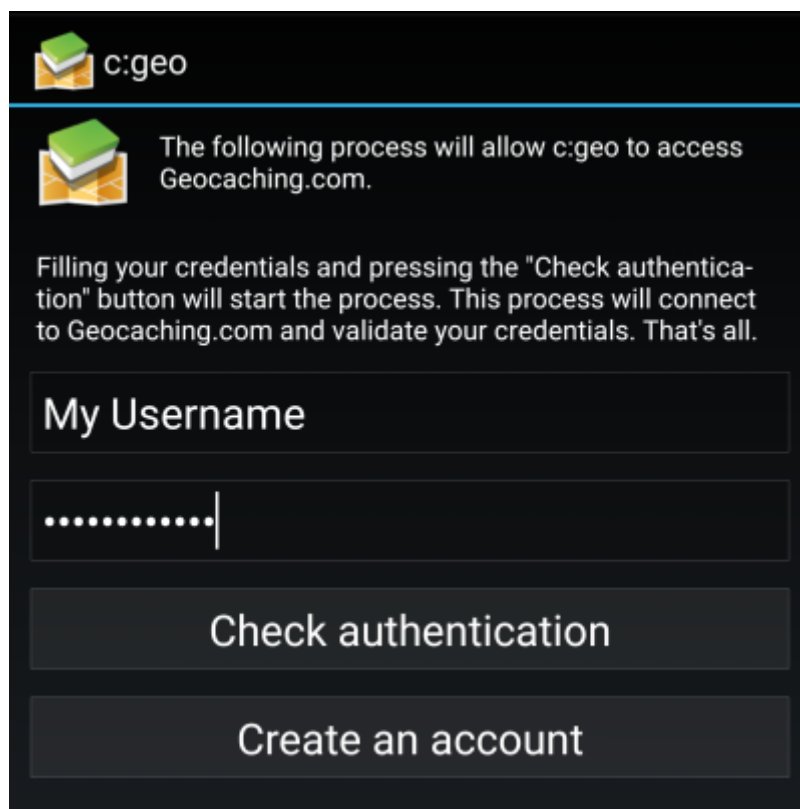 c:geo
The following process will allow c:geo to access
Geocaching.com.
Filling your credentials and pressing the "Check authentica-
tion" button will start the process. This process will connect
to Geocaching.com and validate your credentials. That's all.
My Username
••••••••••••
Check authentication
Create an account